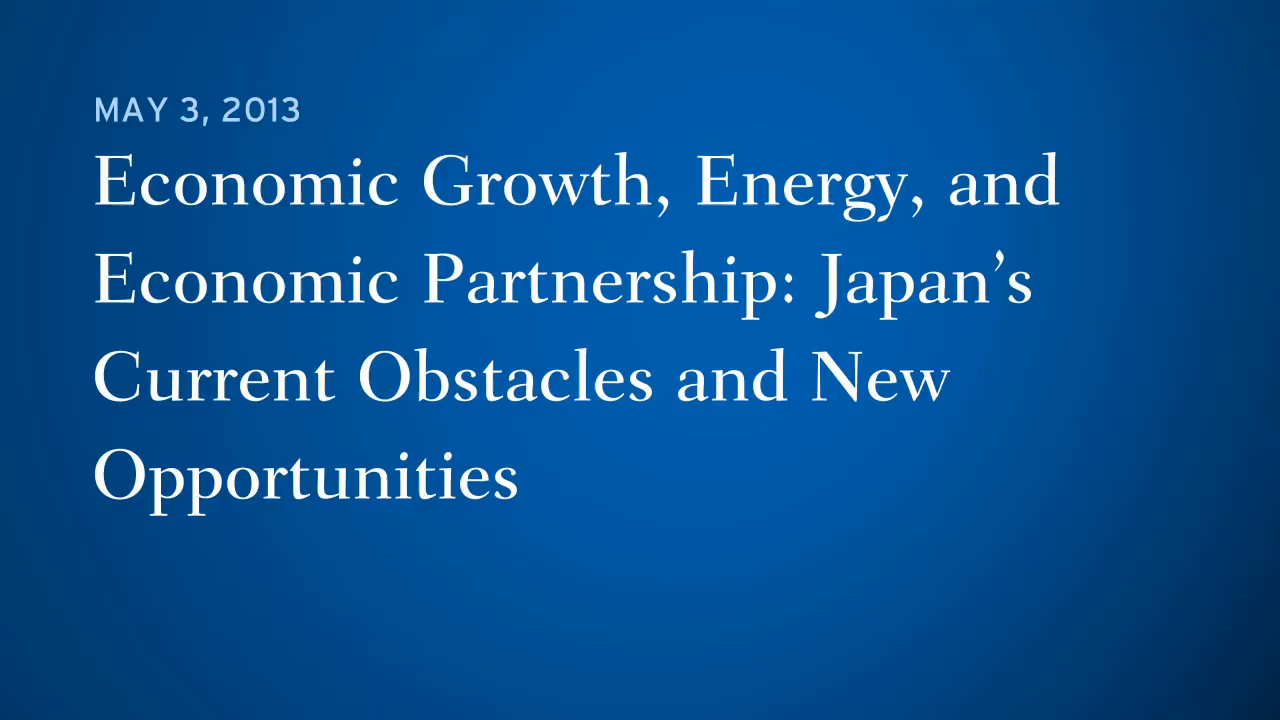 MAY 3, 2013
Economic Growth, Energy, and
Economic Partnership: Japan’s
Current Obstacles and New
Opportunities